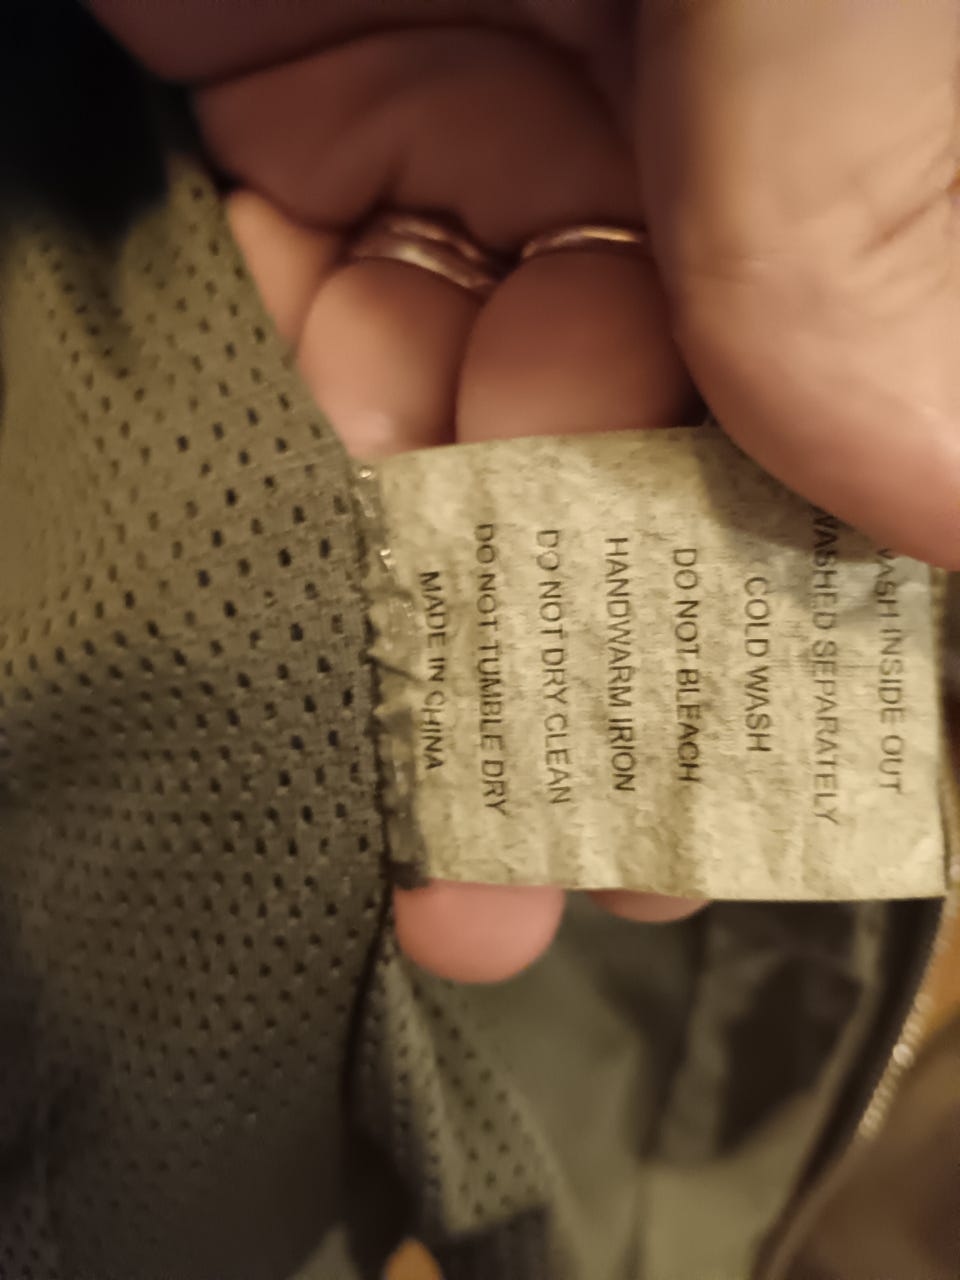 WASH INSIDE OUT
WASHED SEPARATELY
COLD WASH
DO NOT BLEACH
HANDWARM IRION
DO NOT DRY CLEAN
DO NOT TUMBLE DRY
MADE IN CHINA